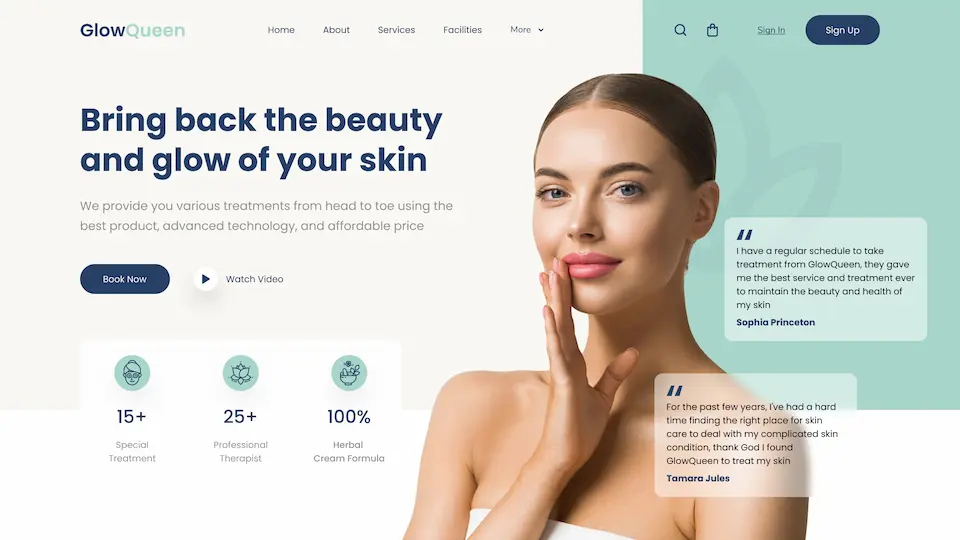 GlowQueen
Home About Services Facilities More
Sign In Sign Up
Bring back the beauty
and glow of your skin
We provide you various treatments from head to toe using the
best product, advanced technology, and affordable price
Book Now Watch Video
15+
Special
Treatment
25+
Professional
Therapist
100%
Herbal
Cream Formula
I have a regular schedule to take
treatment from GlowQueen, they gave
me the best service and treatment ever
to maintain the beauty and health of
my skin
Sophia Princeton
For the past few years, I've had a hard
time finding the right place for skin
care to deal with my complicated skin
condition, thank God I found
GlowQueen to treat my skin
Tamara Jules